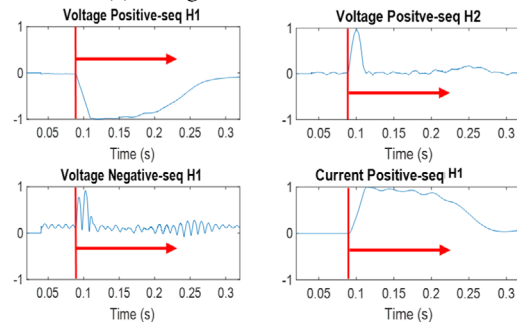 Voltage Positive-seq H1
1
0
-1
0.05 0.1 0.15 0.2 0.25 0.3
Time (s)
Voltage Positve-seq H2
1
0
-1
0.05 0.1 0.15 0.2 0.25 0.3
Time (s)
Voltage Negative-seq H1
1
0
-1
0.05 0.1 0.15 0.2 0.25 0.3
Time (s)
Current Positive-seq H1
1
0
-1
0.05 0.1 0.15 0.2 0.25 0.3
Time (s)